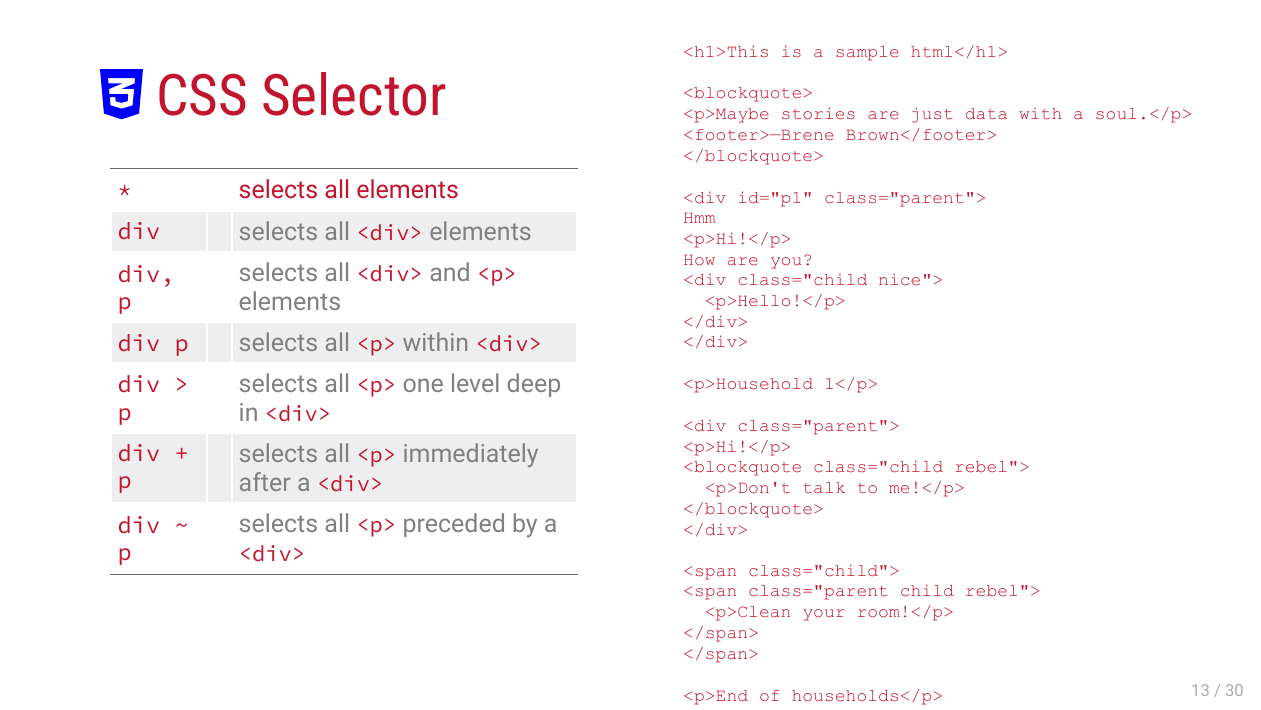 CSS Selector
* selects all elements
div selects all <div> elements
div, selects all <div> and <p>
p elements
div p selects all <p> within <div>
div > selects all <p> one level deep
p in <div>
div + selects all <p> immediately
p after a <div>
div ~ selects all <p> preceded by a
p <div>
<h1>This is a sample html</h1>
<blockquote>
<p>Maybe stories are just data with a soul.</p>
<footer>—Brene Brown</footer>
</blockquote>
<div id="p1" class="parent">
Hmm
<p>Hi!</p>
How are you?
<div class="child nice">
<p>Hello!</p>
</div>
</div>
<p>Household 1</p>
<div class="parent">
<p>Hi!</p>
<blockquote class="child rebel">
<p>Don't talk to me!</p>
</blockquote>
</div>
<span class="child">
<span class="parent child rebel">
<p>Clean your room!</p>
</span>
</span>
<p>End of households</p>
13 / 30